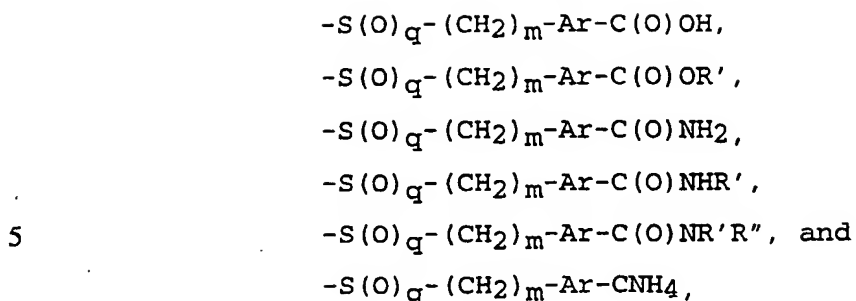 -S(O)q-(CH2)m-Ar-C(O)OH,
-S(O)q-(CH2)m-Ar-C(O)OR',
-S(O)q-(CH2)m-Ar-C(O)NH2,
-S(O)q-(CH2)m-Ar-C(O)NHR',
5 -S(O)q-(CH2)m-Ar-C(O)NR'R", and
-S(O)q-(CH2)m-Ar-CNH4,